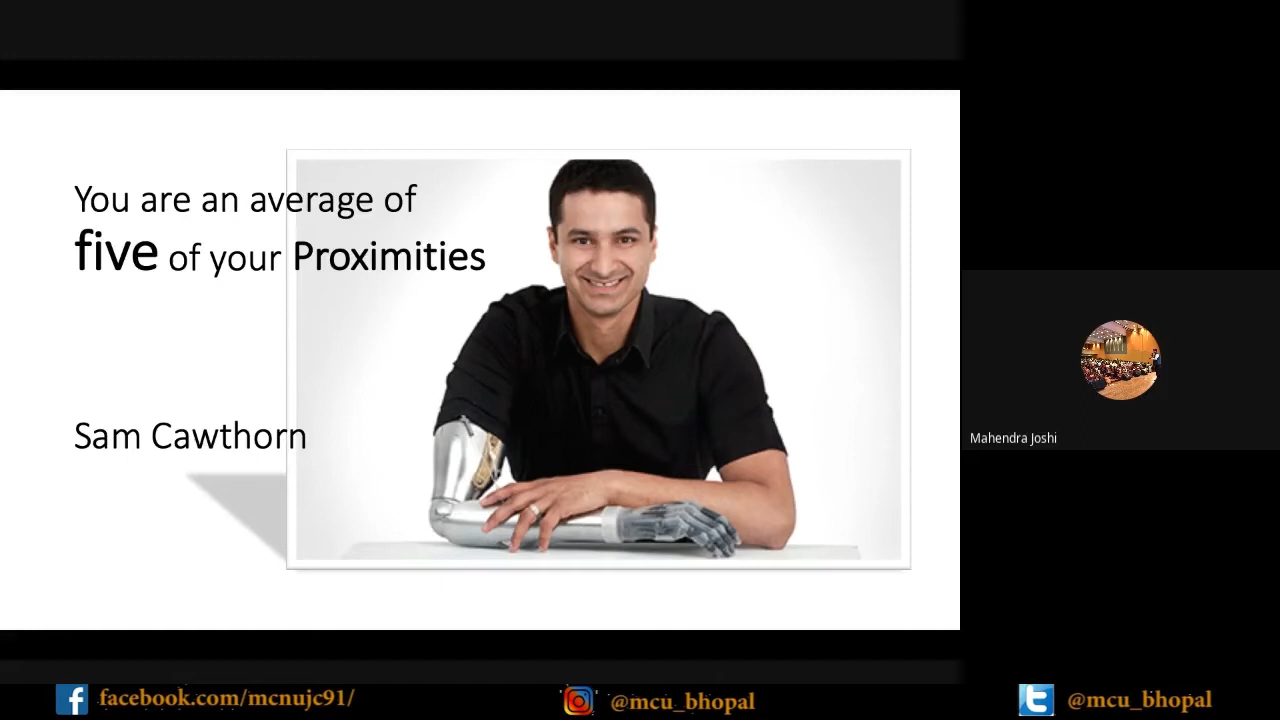 You are an average of
five of your Proximities
Sam Cawthorn
Mahendra Joshi
facebook.com/mcnujc91/
@mcu_bhopal
@mcu_bhopal